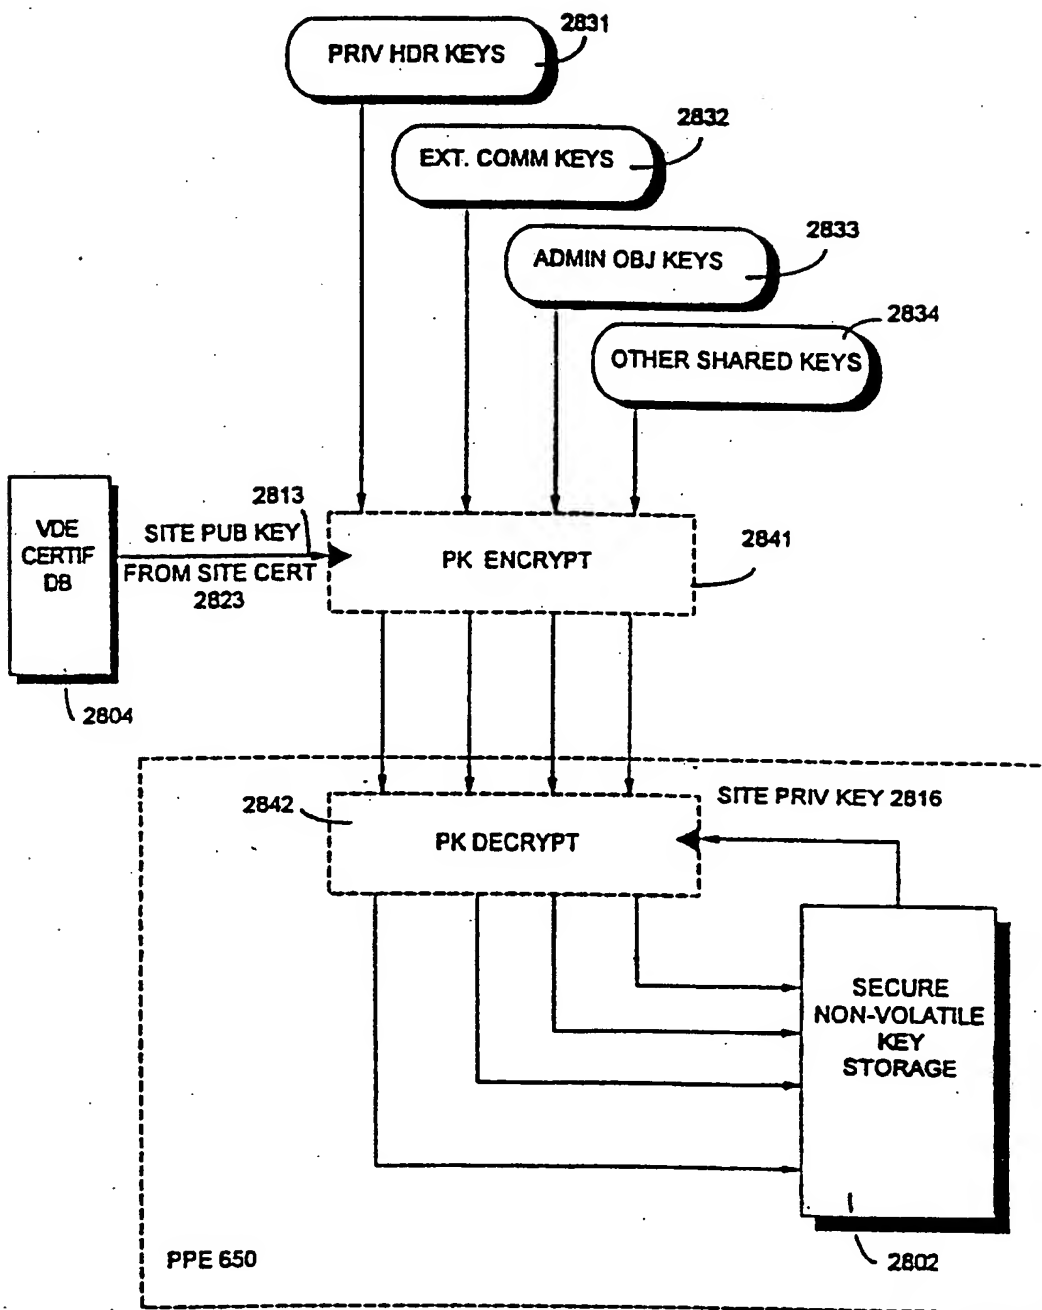 2831
PRIV HDR KEYS
2832
EXT. COMM KEYS
2833
ADMIN OBJ KEYS
2834
OTHER SHARED KEYS
2813
VDE
CERTIF
DB
SITE PUB KEY
FROM SITE CERT
2823
PK ENCRYPT
2841
2804
2842
SITE PRIV KEY 2816
PK DECRYPT
SECURE
NON-VOLATILE
KEY
STORAGE
PPE 650
2802